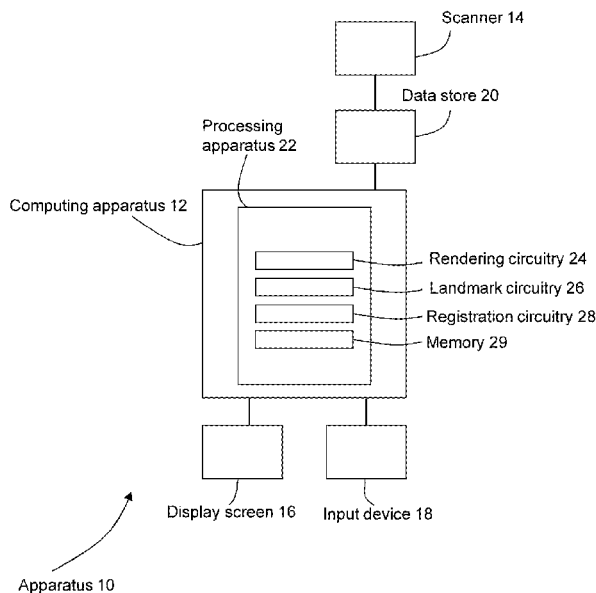 Scanner 14
Data store 20
Processing
apparatus 22
Computing apparatus 12
Rendering circuitry 24
Landmark circuitry 26
Registration circuitry 28
Memory 29
Display screen 16
Input device 18
Apparatus 10